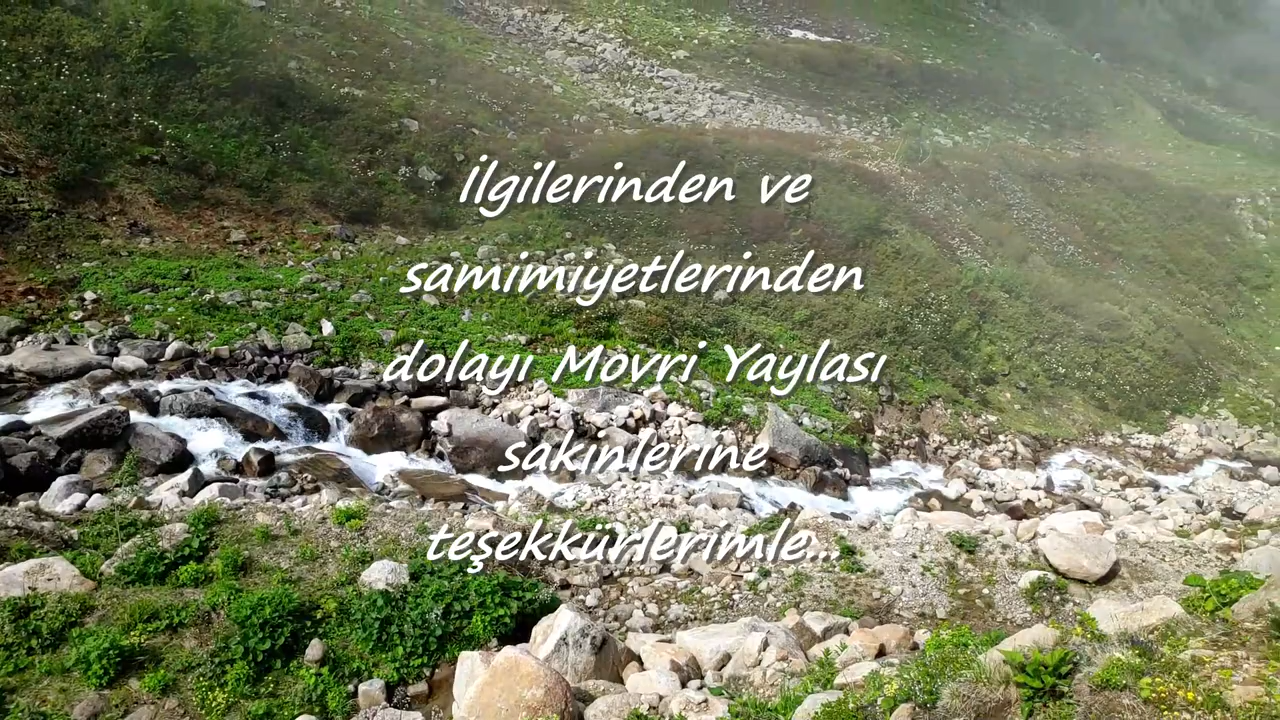 İlgilerinden ve
samimiyetlerinden
dolayı Movri Yaylası
sakinlerine
teşekkürlerimle...